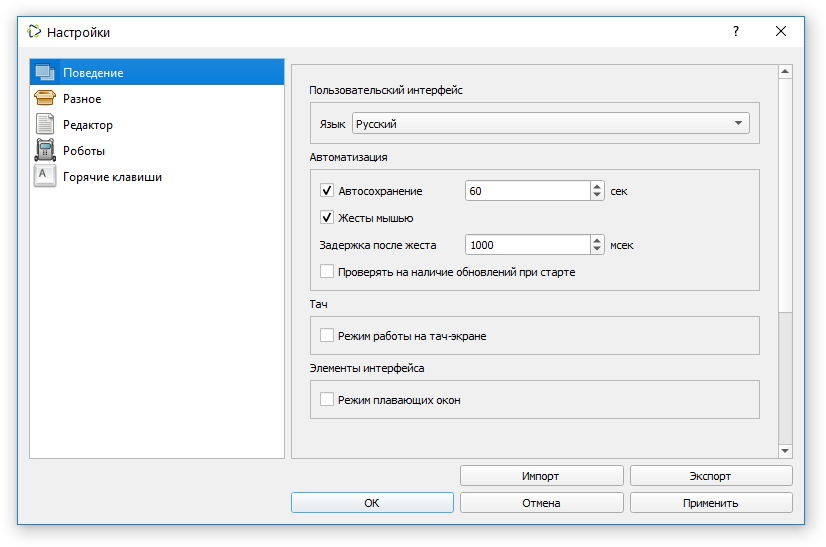 Настройки
?
Поведение
Разное
Редактор
Роботы
A
Горячие клавиши
Пользовательский интерфейс
Язык Русский
Автоматизация
Автосохранение 60 сек
Жесты мышью
Задержка после жеста 1000 мсек
Проверять на наличие обновлений при старте
Тач
Режим работы на тач-экране
Элементы интерфейса
Режим плавающих окон
Импорт Экспорт
ОК Отмена Применить